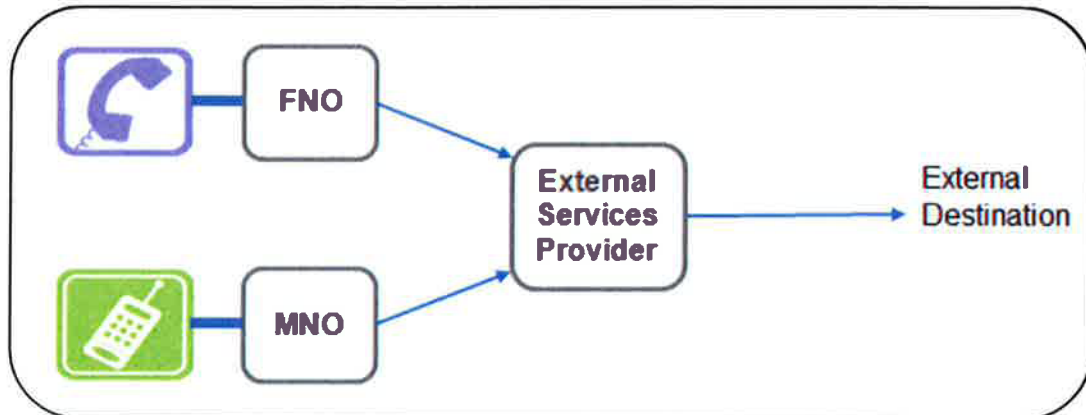 FNO
External
Services
Provider
External
Destination
MNO